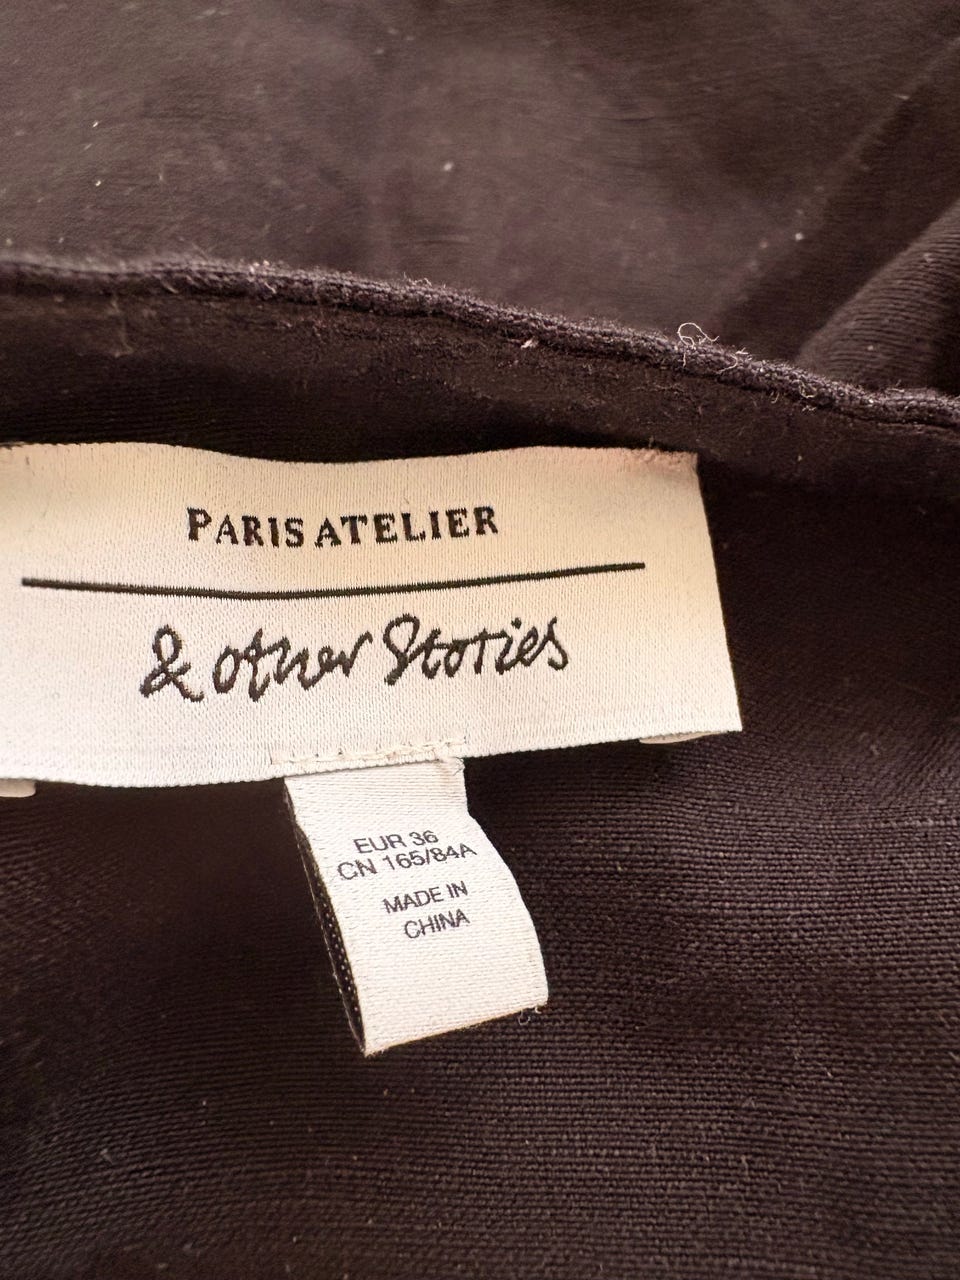 PARIS ATELIER
& other Stories
EUR 36
CN 165/84A
MADE IN
CHINA